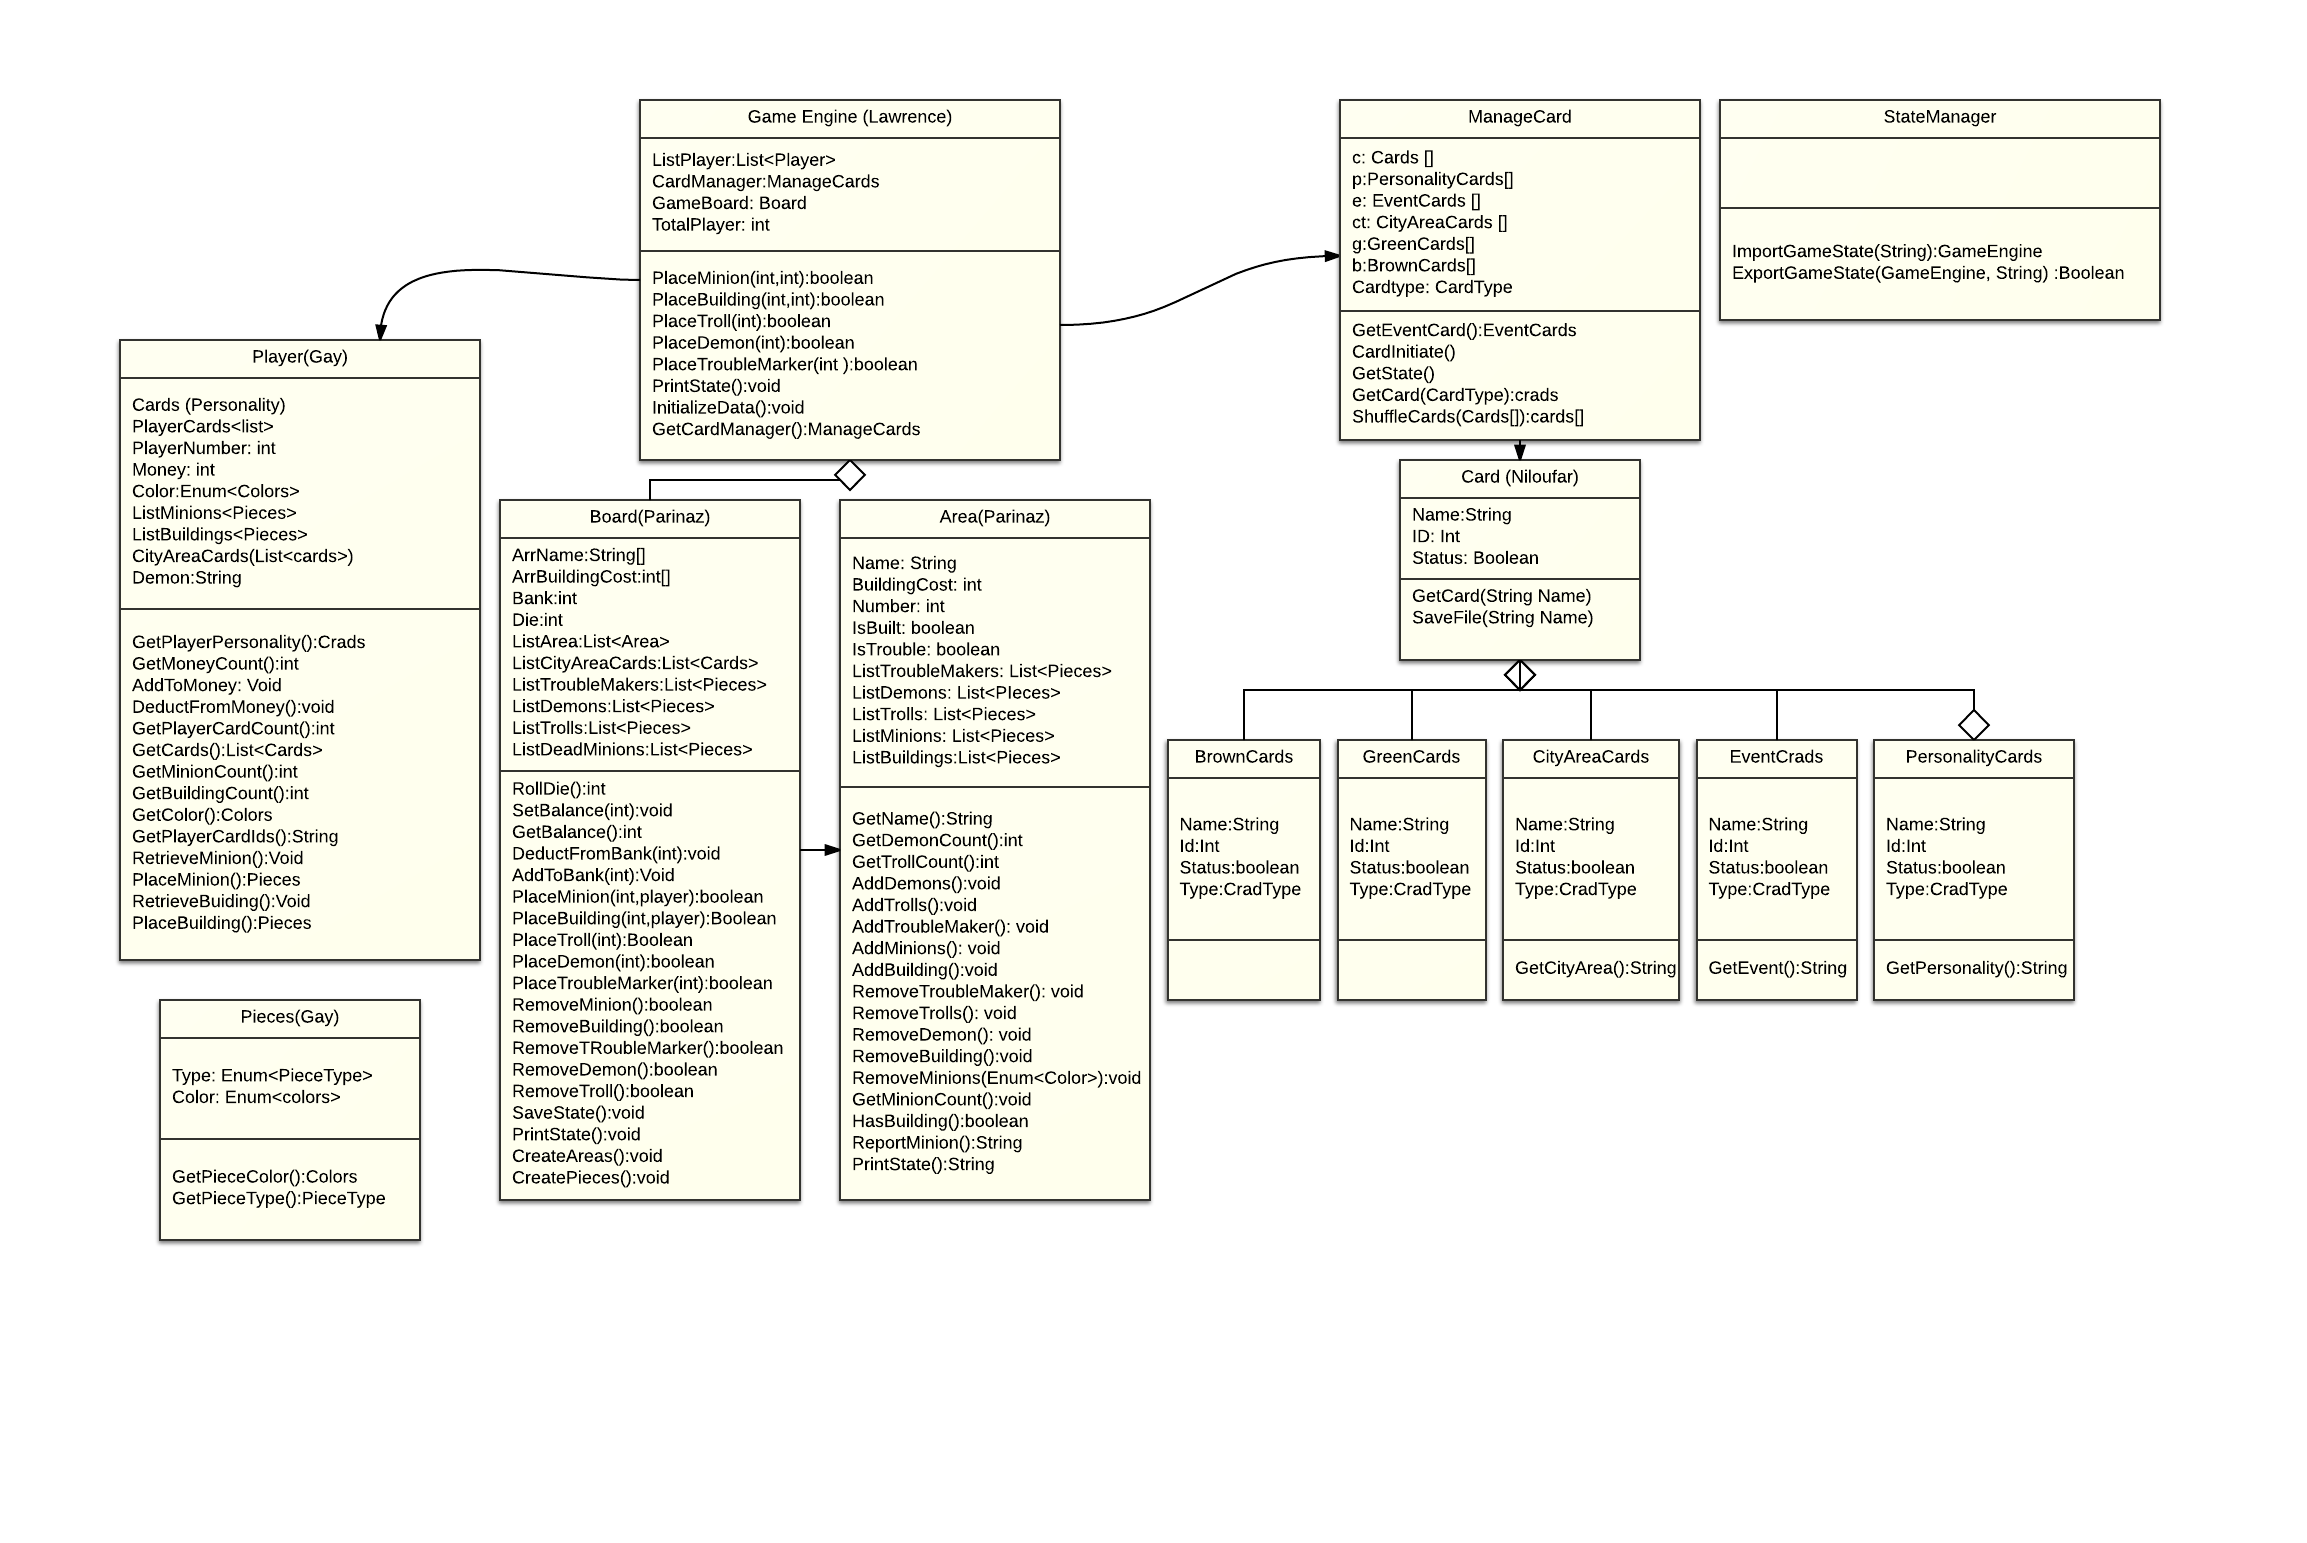 Game Engine (Lawrence)
ListPlayer:List<Player>
CardManager:ManageCards
GameBoard: Board
TotalPlayer: int
PlaceMinion(int,int):boolean
PlaceBuilding(int,int):boolean
PlaceTroll(int):boolean
PlaceDemon(int):boolean
PlaceTroubleMarker(int ):boolean
PrintState():void
InitializeData():void
GetCardManager():ManageCards
ManageCard
c: Cards []
p:PersonalityCards[]
e: EventCards []
ct: CityAreaCards []
g:GreenCards[]
b:BrownCards[]
Cardtype: CardType
GetEventCard():EventCards
CardInitiate()
GetState()
GetCard(CardType):crads
ShuffleCards(Cards[]):cards[]
StateManager
ImportGameState(String):GameEngine
ExportGameState(GameEngine, String) :Boolean
Player(Gay)
Cards (Personality)
PlayerCards<list>
PlayerNumber: int
Money: int
Color:Enum<Colors>
ListMinions<Pieces>
ListBuildings<Pieces>
CityAreaCards(List<cards>)
Demon:String
GetPlayerPersonality():Crads
GetMoneyCount():int
AddToMoney: Void
DeductFromMoney():void
GetPlayerCardCount():int
GetCards():List<Cards>
GetMinionCount():int
GetBuildingCount():int
GetColor():Colors
GetPlayerCardIds():String
RetrieveMinion():Void
PlaceMinion():Pieces
RetrieveBuiding():Void
PlaceBuilding():Pieces
Board(Parinaz)
ArrName:String[]
ArrBuildingCost:int[]
Bank:int
Die:int
ListArea:List<Area>
ListCityAreaCards:List<Cards>
ListTroubleMakers:List<Pieces>
ListDemons:List<Pieces>
ListTrolls:List<Pieces>
ListDeadMinions:List<Pieces>
RollDie():int
SetBalance(int):void
GetBalance():int
DeductFromBank(int):void
AddToBank(int):Void
PlaceMinion(int,player):boolean
PlaceBuilding(int,player):Boolean
PlaceTroll(int):Boolean
PlaceDemon(int):boolean
PlaceTroubleMarker(int):boolean
RemoveMinion():boolean
RemoveBuilding():boolean
RemoveTRoubleMarker():boolean
RemoveDemon():boolean
RemoveTroll():boolean
SaveState():void
PrintState():void
CreateAreas():void
CreatePieces():void
Area(Parinaz)
Name: String
BuildingCost: int
Number: int
IsBuilt: boolean
IsTrouble: boolean
ListTroubleMakers: List<Pieces>
ListDemons: List<PIeces>
ListTrolls: List<Pieces>
ListMinions: List<Pieces>
ListBuildings:List<Pieces>
GetName():String
GetDemonCount():int
GetTrollCount():int
AddDemons():void
AddTrolls():void
AddTroubleMaker(): void
AddMinions(): void
AddBuilding():void
RemoveTroubleMaker(): void
RemoveTrolls(): void
RemoveDemon(): void
RemoveBuilding():void
RemoveMinions(Enum<Color>):void
GetMinionCount():void
HasBuilding():boolean
ReportMinion():String
PrintState():String
Card (Niloufar)
Name:String
ID: Int
Status: Boolean
GetCard(String Name)
SaveFile(String Name)
BrownCards
Name:String
Id:Int
Status:boolean
Type:CradType
GreenCards
Name:String
Id:Int
Status:boolean
Type:CradType
CityAreaCards
Name:String
Id:Int
Status:boolean
Type:CradType
GetCityArea():String
EventCrads
Name:String
Id:Int
Status:boolean
Type:CradType
GetEvent():String
PersonalityCards
Name:String
Id:Int
Status:boolean
Type:CradType
GetPersonality():String
Pieces(Gay)
Type: Enum<PieceType>
Color: Enum<colors>
GetPieceColor():Colors
GetPieceType():PieceType